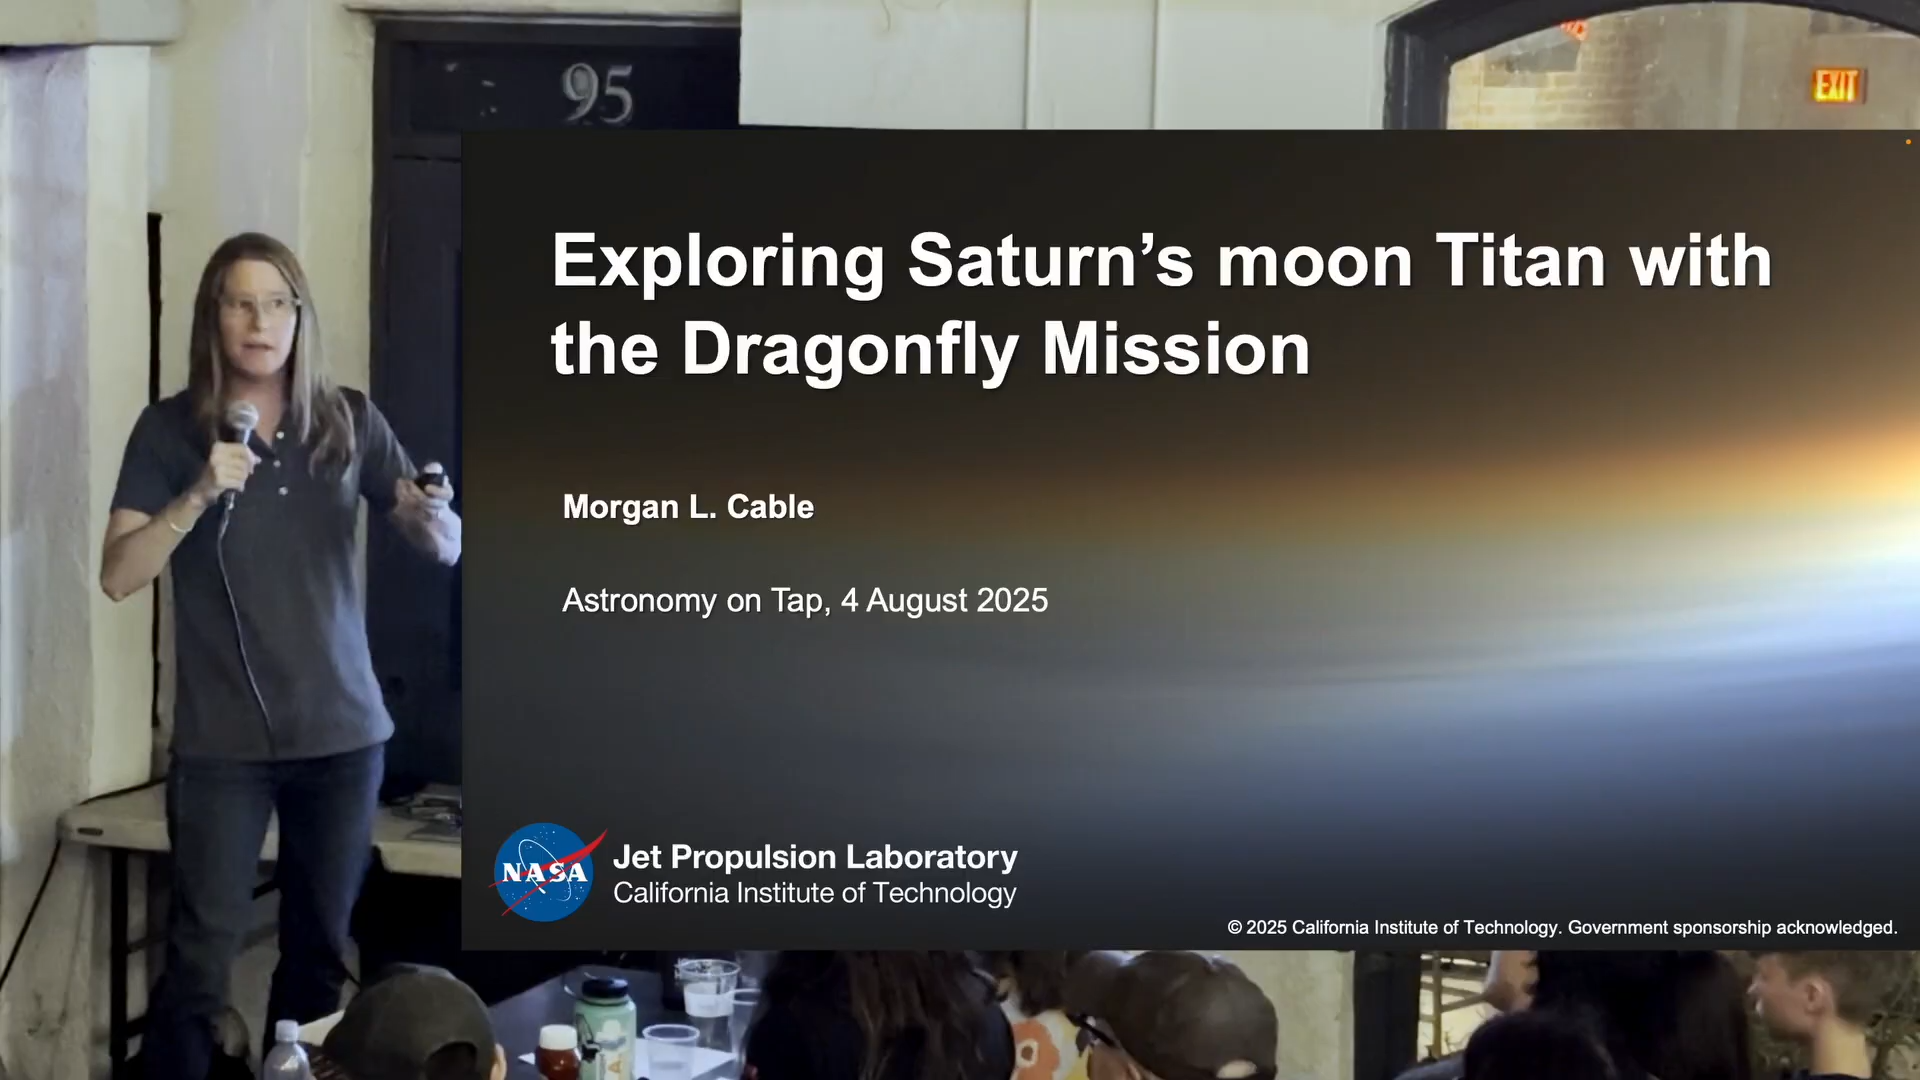 95
EXIT
Exploring Saturn’s moon Titan with
the Dragonfly Mission
Morgan L. Cable
Astronomy on Tap, 4 August 2025
NASA
Jet Propulsion Laboratory
California Institute of Technology
© 2025 California Institute of Technology. Government sponsorship acknowledged.